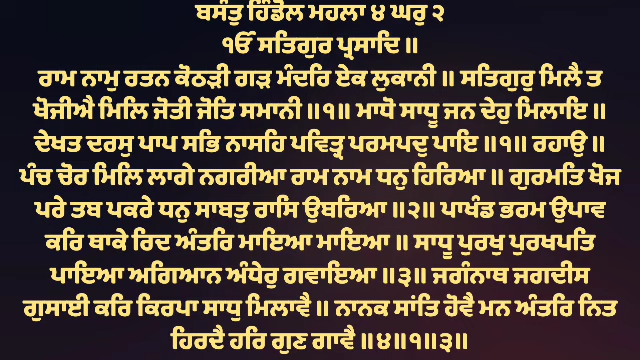 ਬਸੰਤੁ ਹਿੰਡੋਲ ਮਹਲਾ ੪ ਘਰੁ ੨
ੴ ਸਤਿਗੁਰ ਪ੍ਰਸਾਦਿ ॥
ਰਾਮ ਨਾਮੁ ਰਤਨ ਕੋਠੜੀ ਗੜ ਮੰਦਰਿ ਏਕ ਲੁਕਾਨੀ ॥ ਸਤਿਗੁਰੁ ਮਿਲੈ ਤ
ਖੋਜੀਐ ਮਿਲਿ ਜੋਤੀ ਜੋਤਿ ਸਮਾਨੀ ॥੧॥ ਮਾਧੋ ਸਾਧੂ ਜਨ ਦੇਹੁ ਮਿਲਾਇ ॥
ਦੇਖਤ ਦਰਸੁ ਪਾਪ ਸਭਿ ਨਾਸਹਿ ਪਵਿਤ੍ਰ ਪਰਮਪਦੁ ਪਾਇ ॥੧॥ ਰਹਾਉ ॥
ਪੰਚ ਚੋਰ ਮਿਲਿ ਲਾਗੇ ਨਗਰੀਆ ਰਾਮ ਨਾਮ ਧਨੁ ਹਿਰਿਆ ॥ ਗੁਰਮਤਿ ਖੋਜ
ਪਰੇ ਤਬ ਪਕਰੇ ਧਨੁ ਸਾਬਤੁ ਰਾਸਿ ਉਬਰਿਆ ॥੨॥ ਪਾਖੰਡ ਭਰਮ ਉਪਾਵ
ਕਰਿ ਥਾਕੇ ਰਿਦ ਅੰਤਰਿ ਮਾਇਆ ਮਾਇਆ ॥ ਸਾਧੂ ਪੁਰਖੁ ਪੁਰਖਪਤਿ
ਪਾਇਆ ਅਗਿਆਨ ਅੰਧੇਰੁ ਗਵਾਇਆ ॥੩॥ ਜਗੰਨਾਥ ਜਗਦੀਸ
ਗੁਸਾਈ ਕਰਿ ਕਿਰਪਾ ਸਾਧੁ ਮਿਲਾਵੈ ॥ ਨਾਨਕ ਸਾਂਤਿ ਹੋਵੈ ਮਨ ਅੰਤਰਿ ਨਿਤ
ਹਿਰਦੈ ਹਰਿ ਗੁਣ ਗਾਵੈ ॥੪॥੧॥੩॥